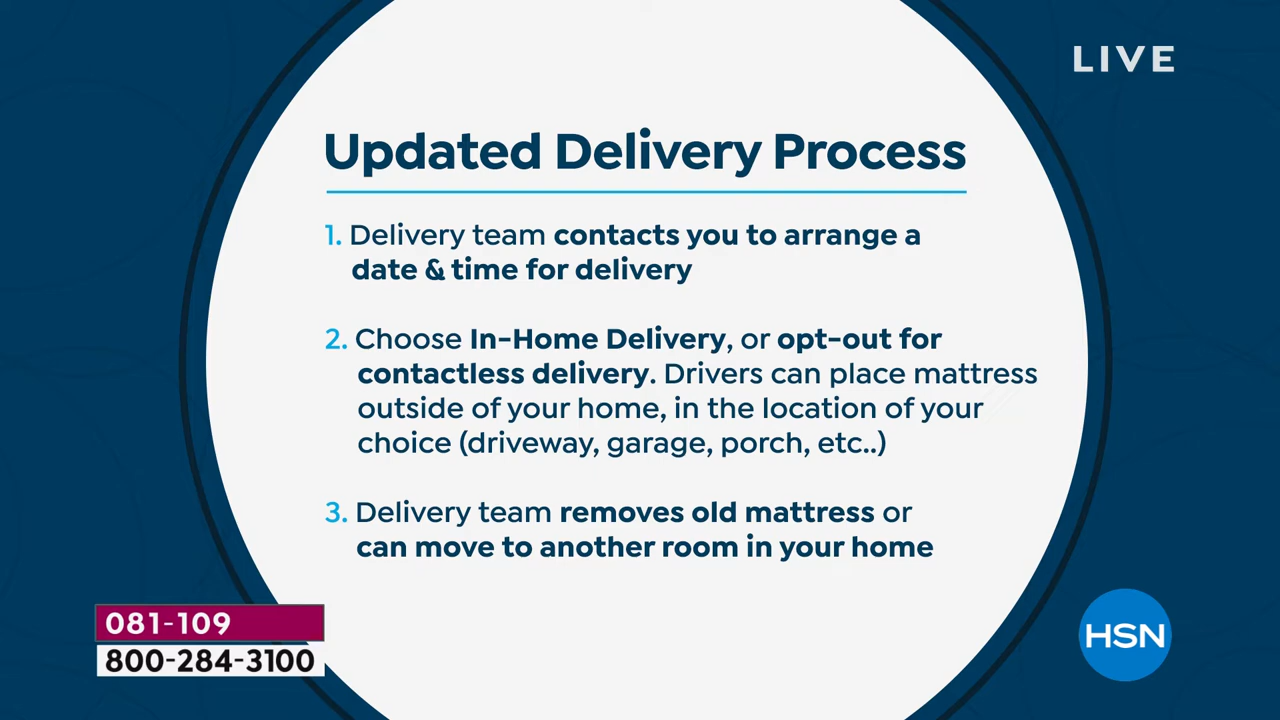 LIVE
Updated Delivery Process
1. Delivery team contacts you to arrange a
date & time for delivery
2. Choose In-Home Delivery, or opt-out for
contactless delivery. Drivers can place mattress
outside of your home, in the location of your
choice (driveway, garage, porch, etc..)
3. Delivery team removes old mattress or
can move to another room in your home
081-109
800-284-3100
HSN